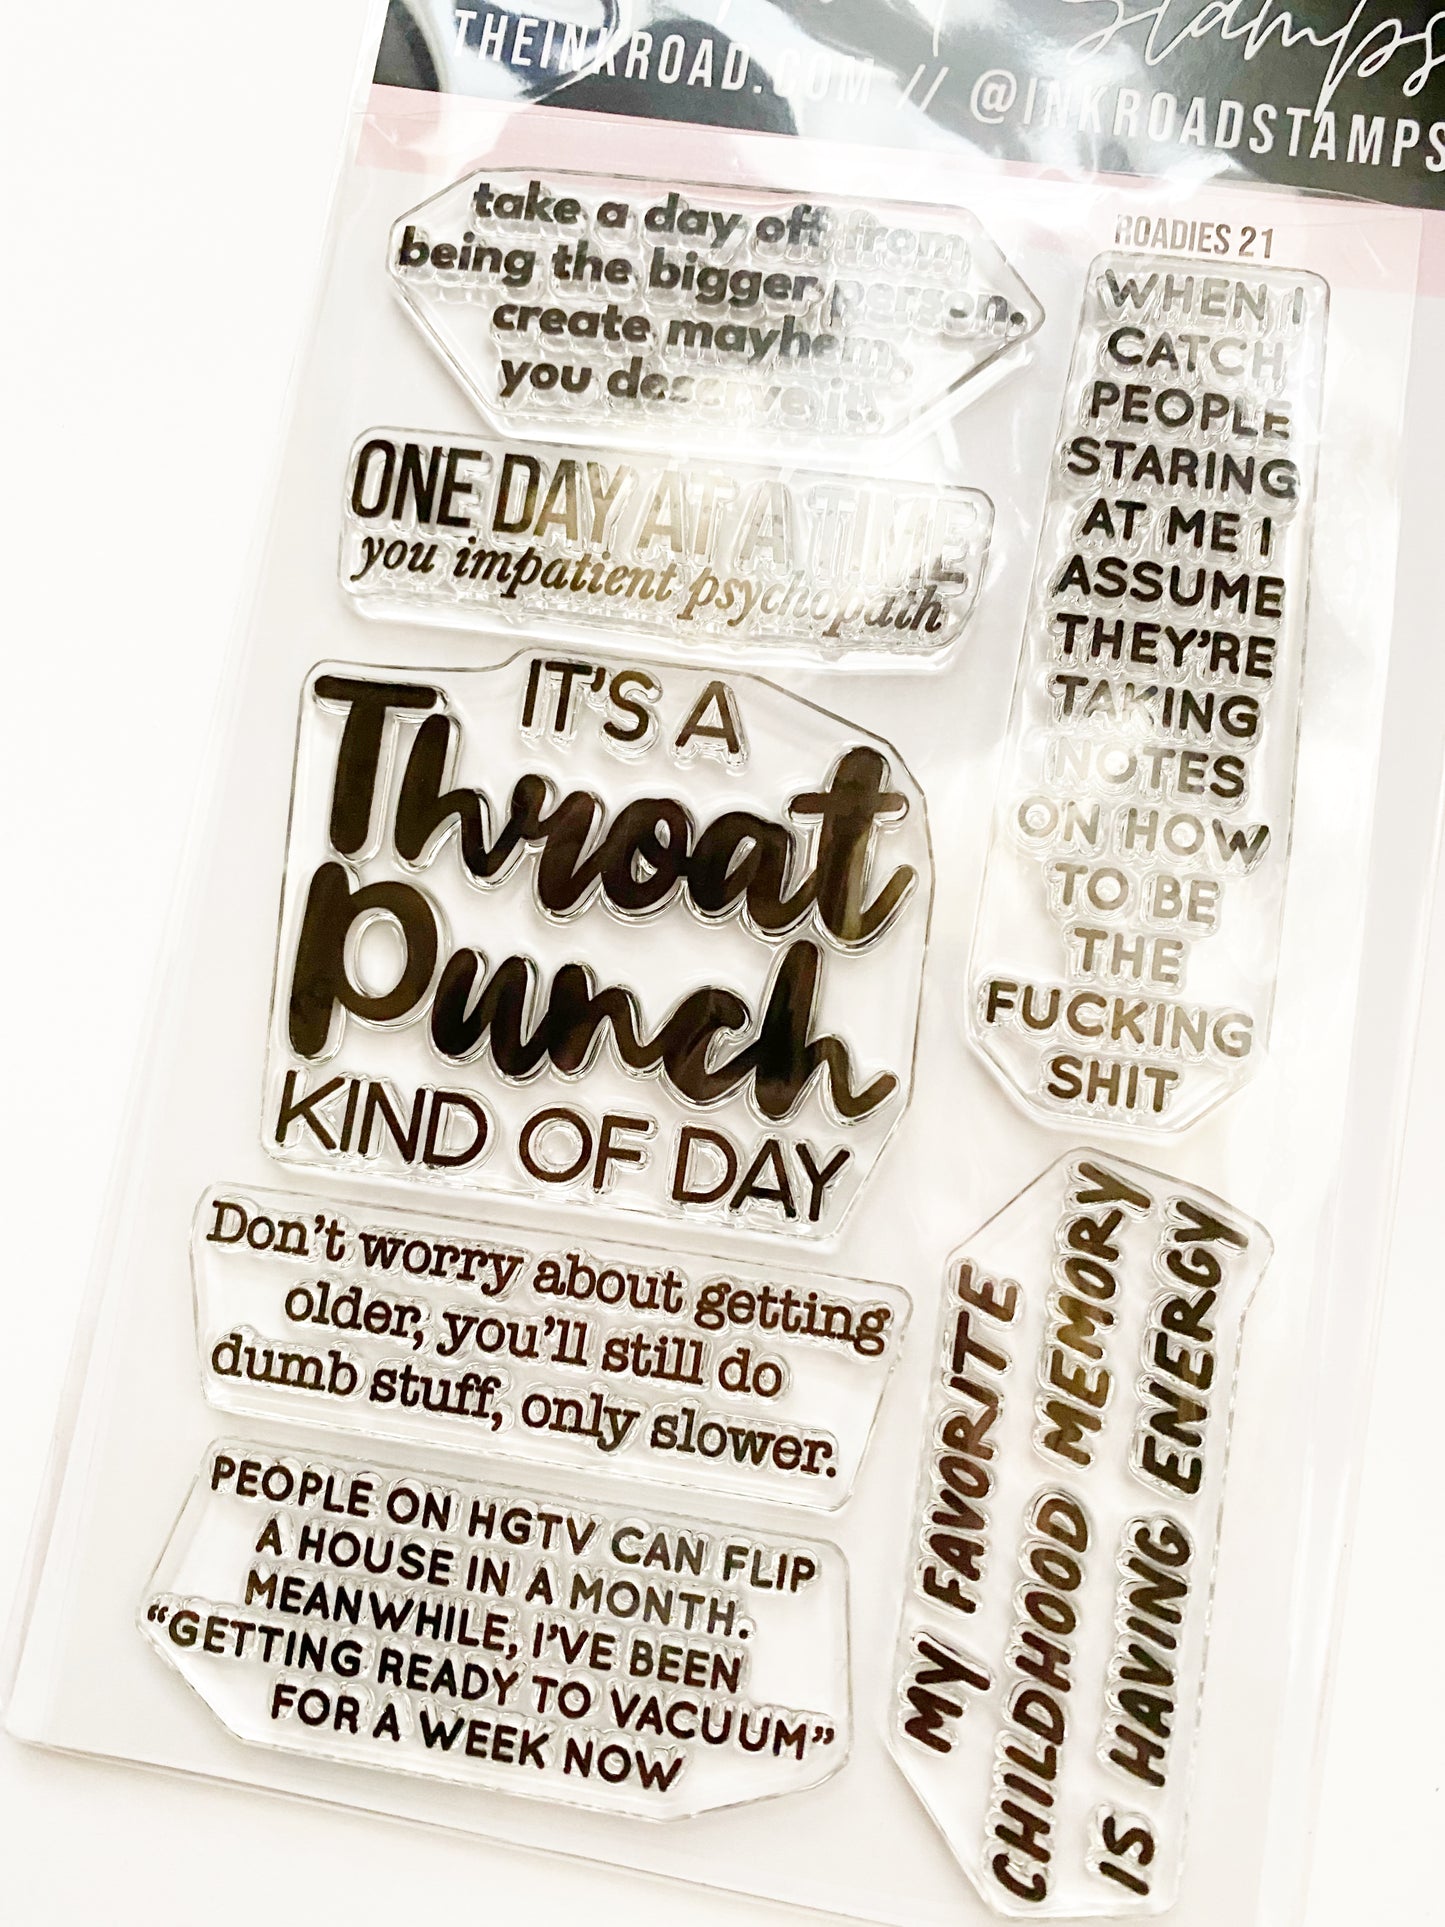 stamps
THEINKROAD.COM // @INKROADSTAMPS
ROADIES 21
take a day off from
being the bigger person.
create mayhem,
you deserve it.
ONE DAY AT A TIME
you impatient psychopath
IT'S A
Throat
Punch
KIND OF DAY
Don't worry about getting
older, you'll still do
dumb stuff, only slower.
PEOPLE ON HGTV CAN FLIP
A HOUSE IN A MONTH.
MEANWHILE, I'VE BEEN
“GETTING READY TO VACUUM”
FOR A WEEK NOW
WHEN I
CATCH
PEOPLE
STARING
AT ME I
ASSUME
THEY'RE
TAKING
NOTES
ON HOW
TO BE
THE
FUCKING
SHIT
MY FAVORITE
CHILDHOOD MEMORY
IS HAVING ENERGY